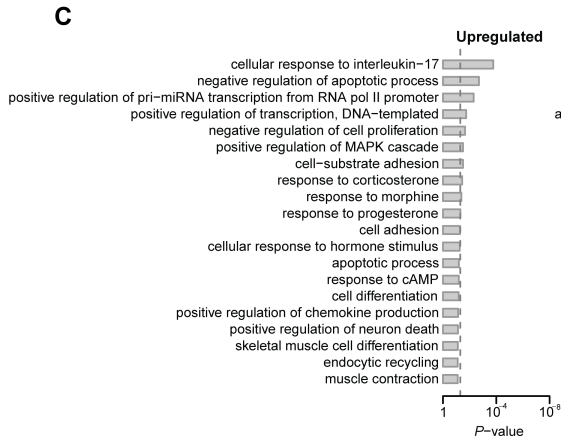 C
Upregulated
cellular response to interleukin−17
negative regulation of apoptotic process
positive regulation of pri−miRNA transcription from RNA pol II promoter
positive regulation of transcription, DNA−templated
a
negative regulation of cell proliferation
positive regulation of MAPK cascade
cell−substrate adhesion
response to corticosterone
response to morphine
response to progesterone
cell adhesion
cellular response to hormone stimulus
apoptotic process
response to cAMP
cell differentiation
positive regulation of chemokine production
positive regulation of neuron death
skeletal muscle cell differentiation
endocytic recycling
muscle contraction
1 10⁻⁴ 10⁻⁸
P−value